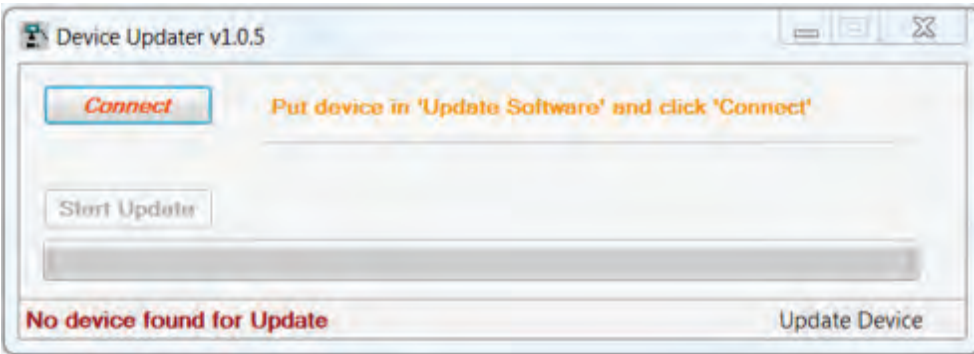 Device Updater v1.0.5
Connect
Put device in 'Update Software' and click 'Connect'
Start Update
No device found for Update
Update Device